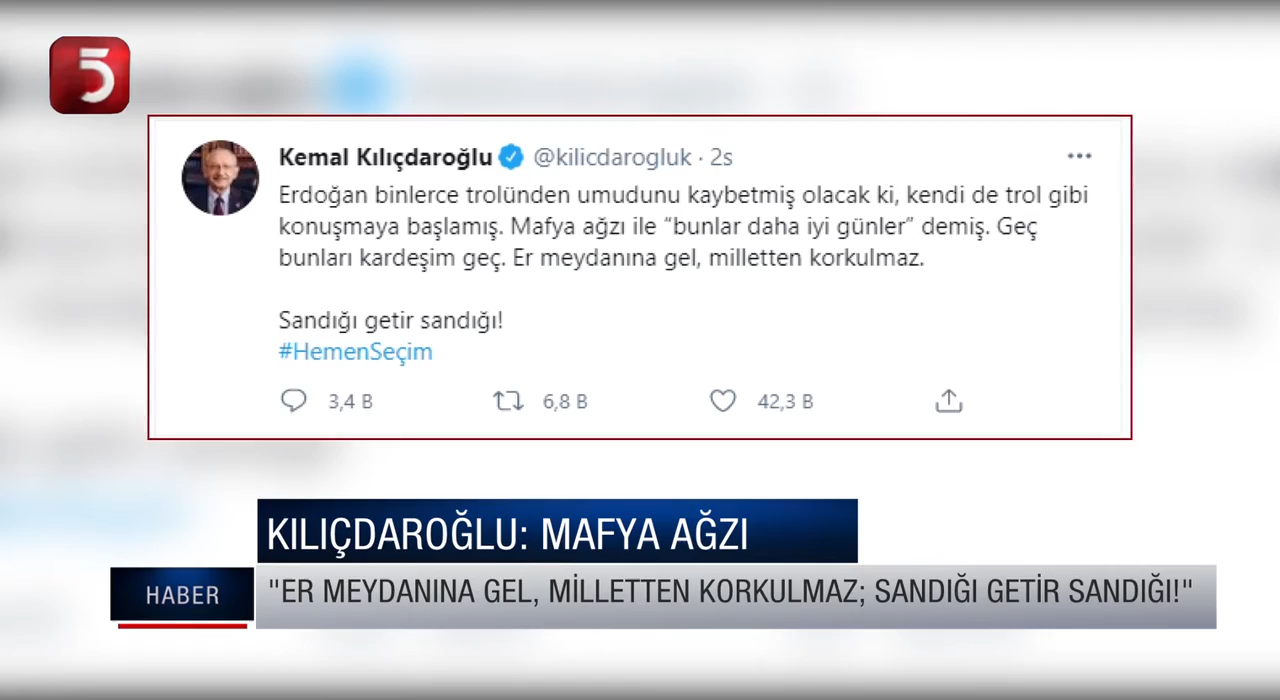 5
Kemal Kılıçdaroğlu @kilicdarogluk · 2s
Erdoğan binlerce trolünden umudunu kaybetmiş olacak ki, kendi de trol gibi
konuşmaya başlamış. Mafya ağzı ile “bunlar daha iyi günler” demiş. Geç
bunları kardeşim geç. Er meydanına gel, milletten korkulmaz.
Sandığı getir sandığı!
#HemenSeçim
3,4 B 6,8 B 42,3 B
KILIÇDAROĞLU: MAFYA AĞZI
HABER
"ER MEYDANINA GEL, MİLLETTEN KORKULMAZ; SANDIĞI GETİR SANDIĞI!"